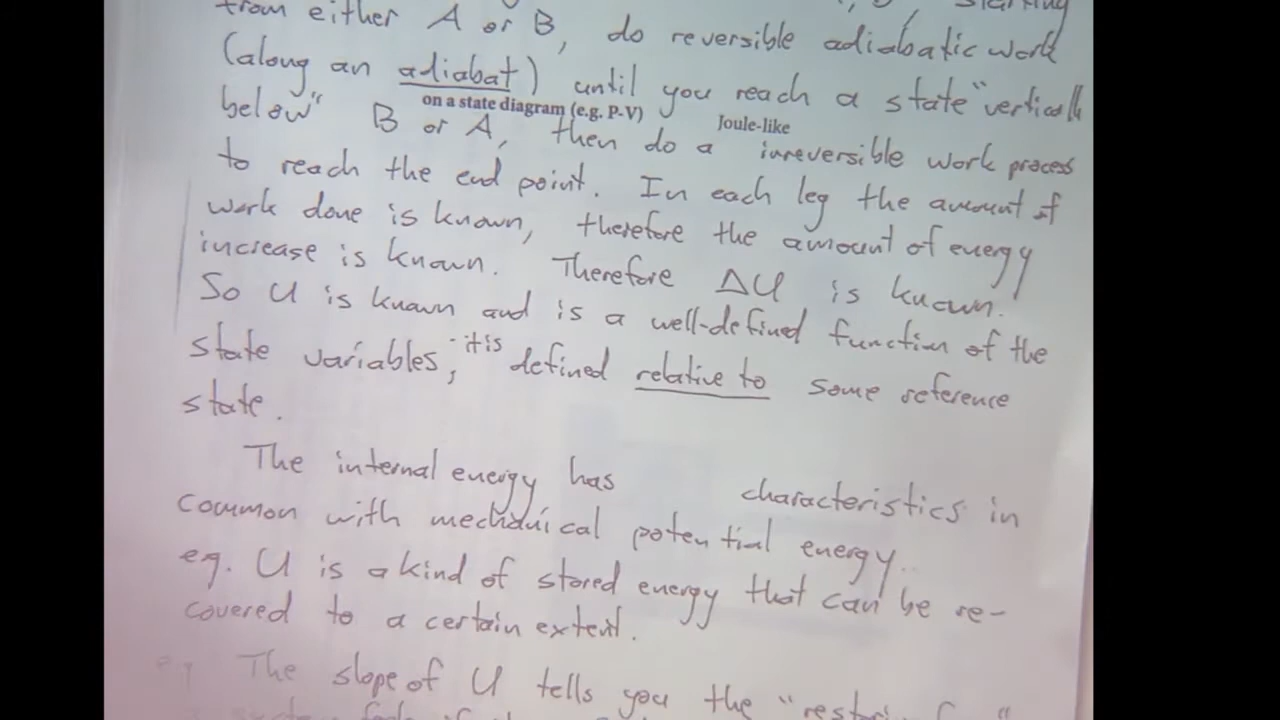 from either A or B, do reversible adiabatic work
(along an adiabat) until you reach a state "vertically
on a state diagram (e.g. P-V)
Joule-like
below" B or A, then do a irreversible work process
to reach the end point. In each leg the amount of
work done is known, therefore the amount of energy
increase is known. Therefore ΔU is known.
So U is known and is a well-defined function of the
state variables; it is defined relative to some reference
state.
The internal energy has characteristics in
common with mechanical potential energy.
eg. U is a kind of stored energy that can be re-
covered to a certain extent.
The slope of U tells you the